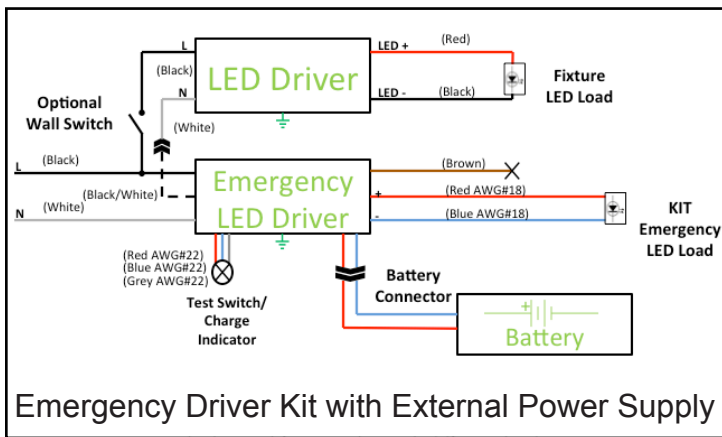 L
LED +
(Red)
(Black)
LED Driver
Fixture
LED Load
Optional
Wall Switch
N
LED -
(Black)
(White)
L
(Black)
(Brown)
(Black/White)
Emergency
LED Driver
+
(Red AWG#18)
N
(White)
-
(Blue AWG#18)
KIT
Emergency
LED Load
(Red AWG#22)
(Blue AWG#22)
(Grey AWG#22)
Battery
Connector
Test Switch/
Charge
Indicator
+
Battery
Emergency Driver Kit with External Power Supply